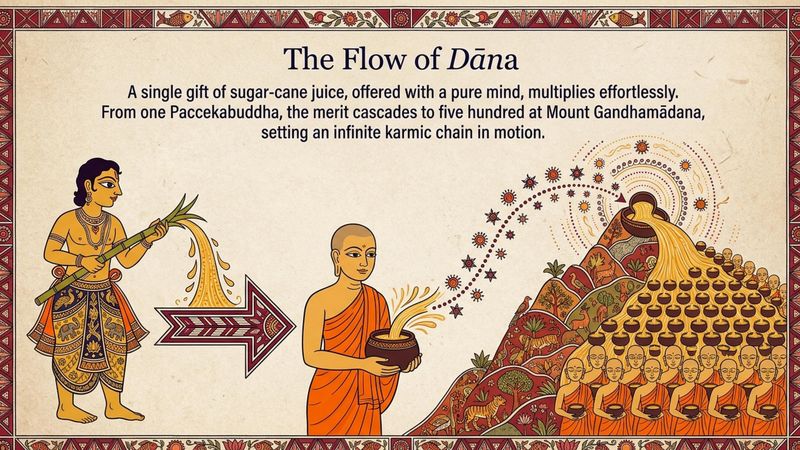 The Flow of Dāna
A single gift of sugar-cane juice, offered with a pure mind, multiplies effortlessly.
From one Paccekabuddha, the merit cascades to five hundred at Mount Gandhamādana,
setting an infinite karmic chain in motion.